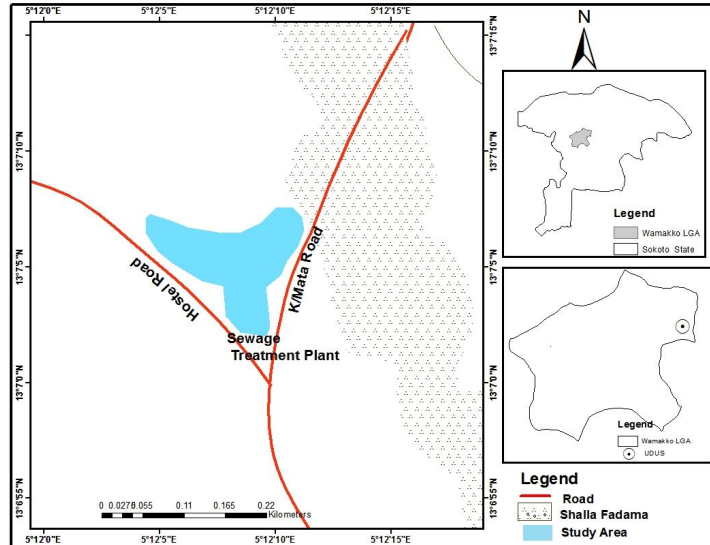 5°12'0"E
5°12'5"E
5°12'10"E
5°12'15"E
N
13°7'15"N
13°7'10"N
13°7'5"N
13°7'0"N
13°6'55"N
13°7'15"N
13°7'10"N
13°7'5"N
13°7'0"N
13°6'55"N
Hostel Road
K/Mata Road
Sewage
Treatment Plant
0 0.0275 0.055 0.11 0.165 0.22
Kilometers
5°12'0"E
5°12'5"E
5°12'10"E
5°12'15"E
Legend
Wamakko LGA
Sokoto State
Legend
Wamakko LGA
UDUS
Legend
Road
Shalla Fadama
Study Area